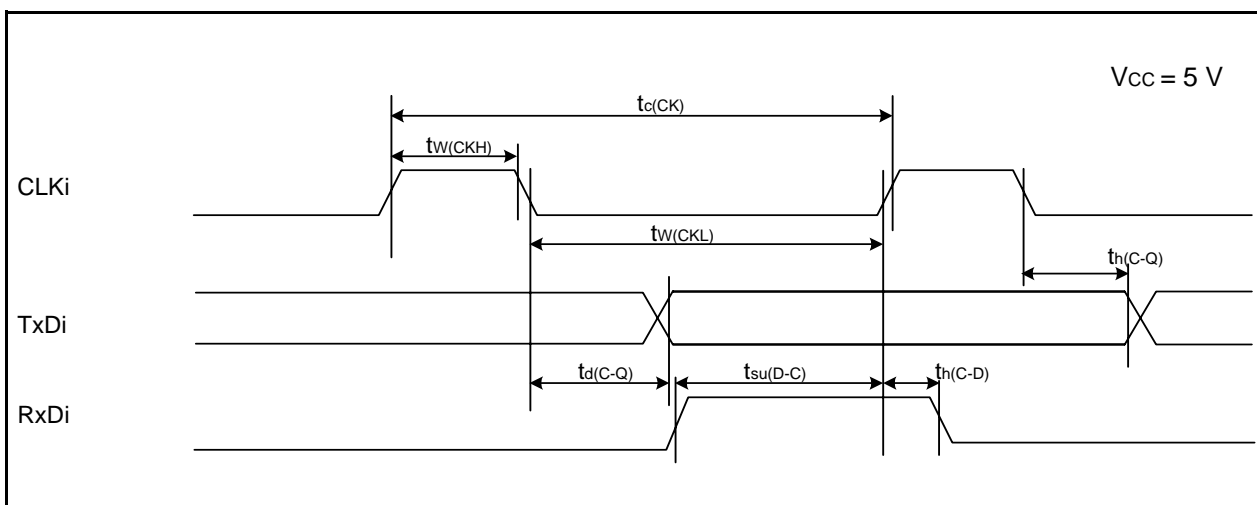 VCC = 5 V
tc(CK)
tW(CKH)
CLKi
tW(CKL)
th(C-Q)
TxDi
td(C-Q)
tsu(D-C)
th(C-D)
RxDi